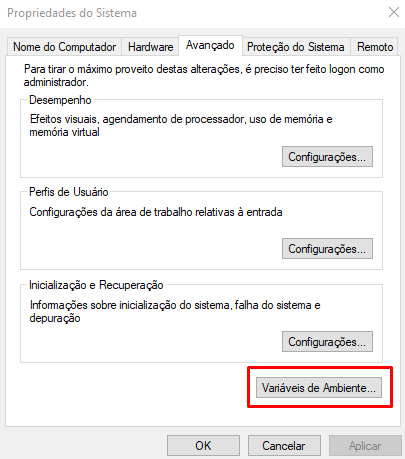 Propriedades do Sistema
Nome do Computador Hardware Avançado Proteção do Sistema Remoto
Para tirar o máximo proveito destas alterações, é preciso ter feito logon como
administrador.
Desempenho
Efeitos visuais, agendamento de processador, uso de memória e
memória virtual
Configurações...
Perfis de Usuário
Configurações da área de trabalho relativas à entrada
Configurações...
Inicialização e Recuperação
Informações sobre inicialização do sistema, falha do sistema e
depuração
Configurações...
Variáveis de Ambiente...
OK Cancelar Aplicar